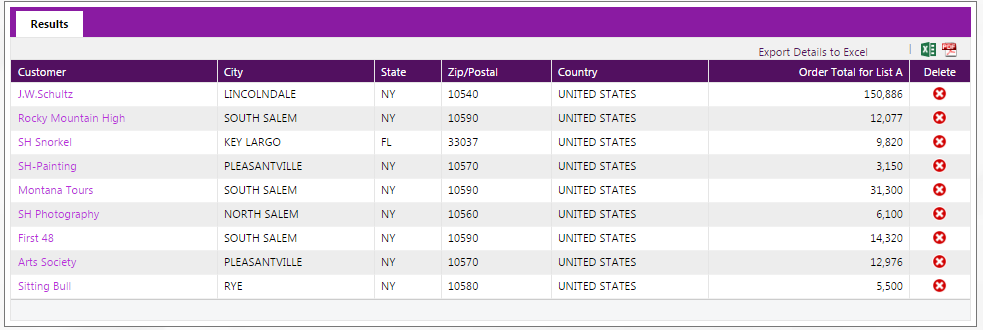 Results
Export Details to Excel | PDF
Customer City State Zip/Postal Country Order Total for List A Delete
J.W.Schultz LINCOLNDALE NY 10540 UNITED STATES 150,886
Rocky Mountain High SOUTH SALEM NY 10590 UNITED STATES 12,077
SH Snorkel KEY LARGO FL 33037 UNITED STATES 9,820
SH-Painting PLEASANTVILLE NY 10570 UNITED STATES 3,150
Montana Tours SOUTH SALEM NY 10590 UNITED STATES 31,300
SH Photography NORTH SALEM NY 10560 UNITED STATES 6,100
First 48 SOUTH SALEM NY 10590 UNITED STATES 14,320
Arts Society PLEASANTVILLE NY 10570 UNITED STATES 12,976
Sitting Bull RYE NY 10580 UNITED STATES 5,500